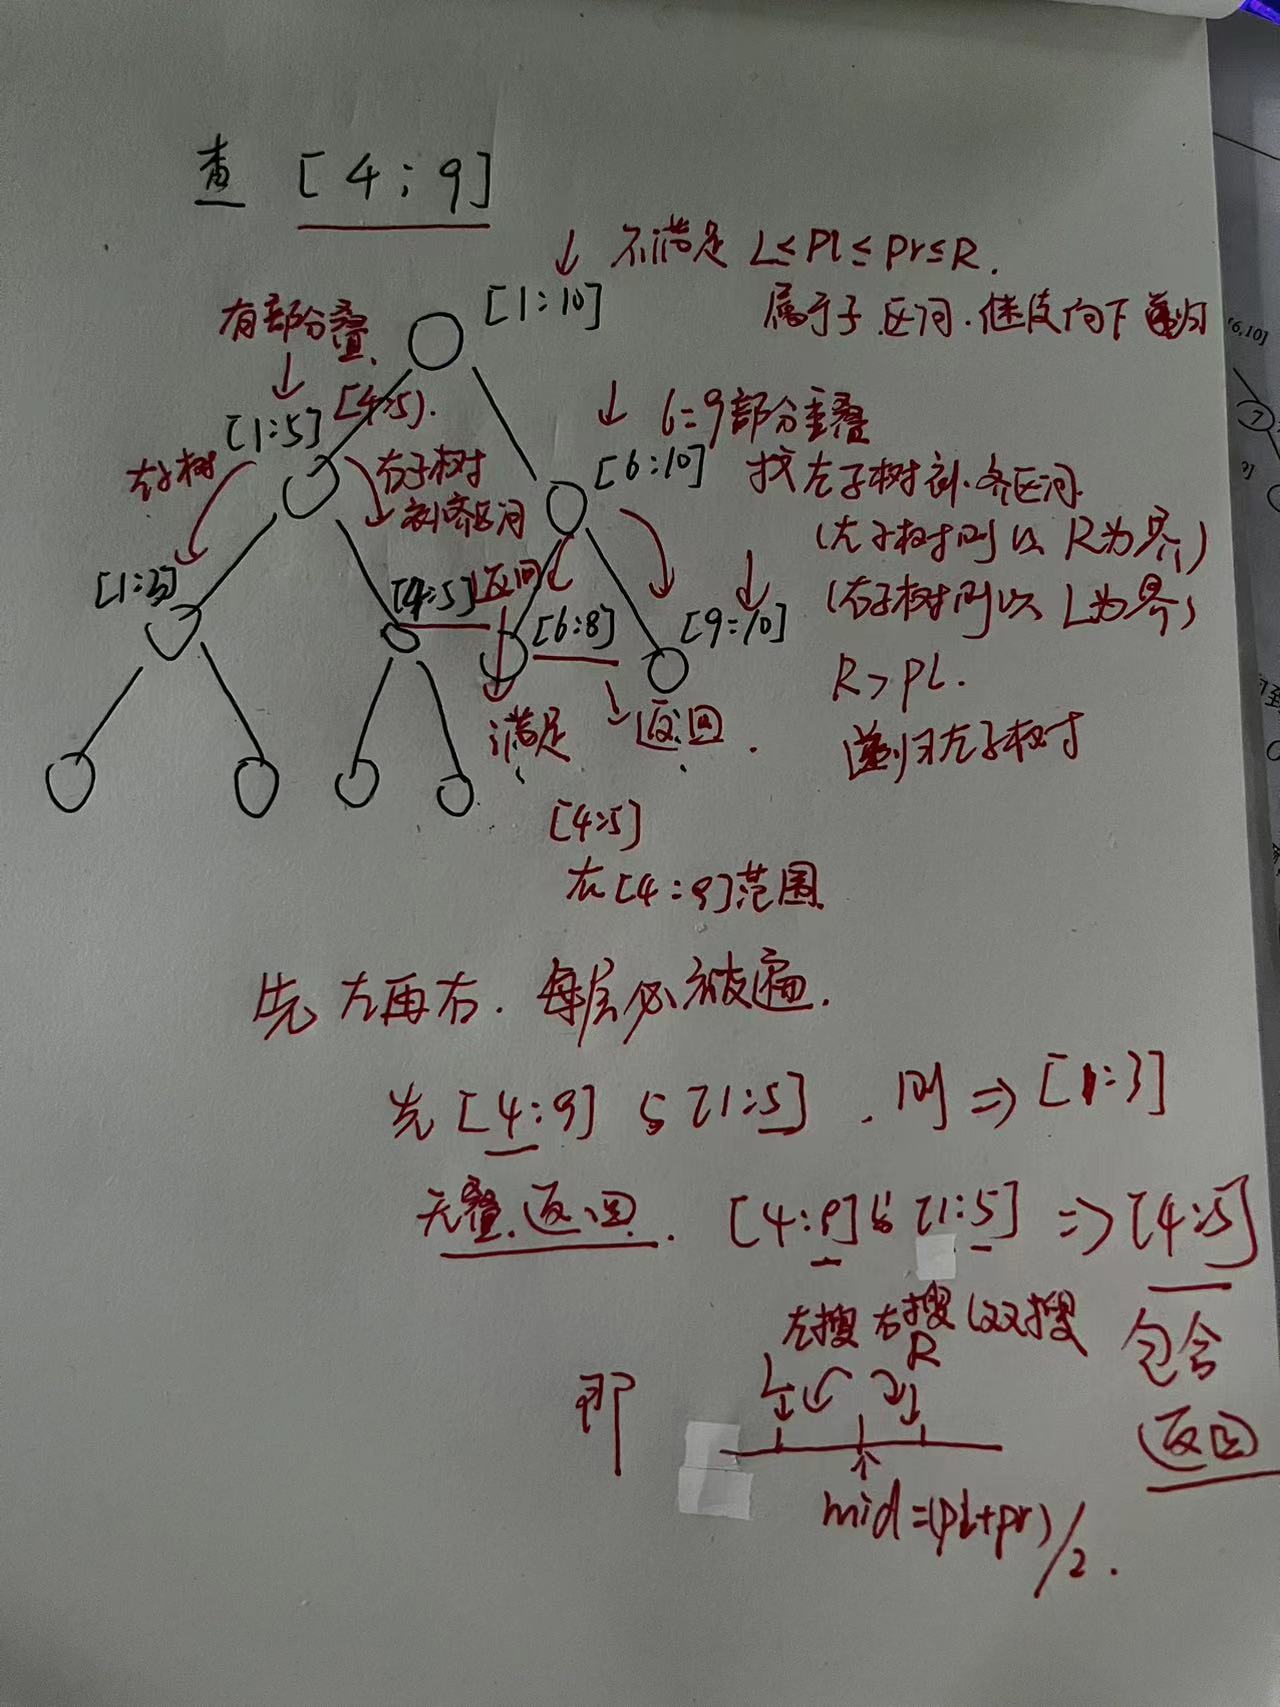 查 [4:9]
↓ 不满足 L≤Pl≤Pr≤R.
[1:10]
属于子区间.继续向下递归
有部分叠.
[1:5] [4:5].
↓ 6=9部分重叠
[6:10] 找左子树补齐区间.
左子树
右子树
补齐区间
(左子树则以R为界)
(右子树则以L为界)
[1:3]
[4:5] 返回
[6:8]
[9=10]
R>PL.
递归左子树
满足
返回.
[4:5]
在[4:9]范围.
先左再右.每层必被遍.
先[4:9]与[1:5],则⇒[1:3]
无叠.返回. [4:9]与[1:5]⇒[4:5]
左搜 右搜 双搜
包含
返回
即
L
R
mid=(pl+pr)/2.
6,10]
7